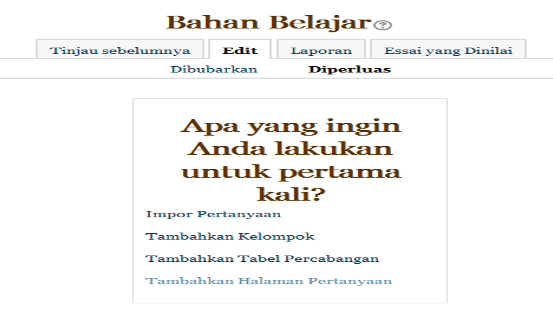 Bahan Belajar
Tinjau sebelumnya Edit Laporan Essai yang Dinilai
Dibubarkan Diperluas
Apa yang ingin
Anda lakukan
untuk pertama
kali?
Impor Pertanyaan
Tambahkan Kelompok
Tambahkan Tabel Percabangan
Tambahkan Halaman Pertanyaan